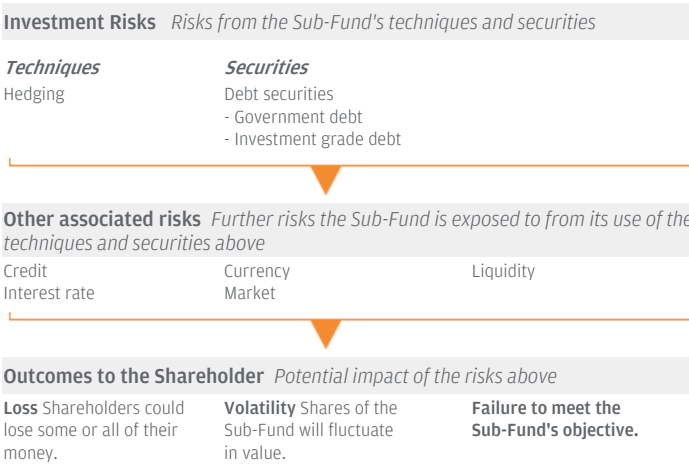 Investment Risks Risks from the Sub-Fund's techniques and securities
Techniques
Hedging
Securities
Debt securities
- Government debt
- Investment grade debt
Other associated risks Further risks the Sub-Fund is exposed to from its use of the
techniques and securities above
Credit
Interest rate
Currency
Market
Liquidity
Outcomes to the Shareholder Potential impact of the risks above
Loss Shareholders could
lose some or all of their
money.
Volatility Shares of the
Sub-Fund will fluctuate
in value.
Failure to meet the
Sub-Fund's objective.